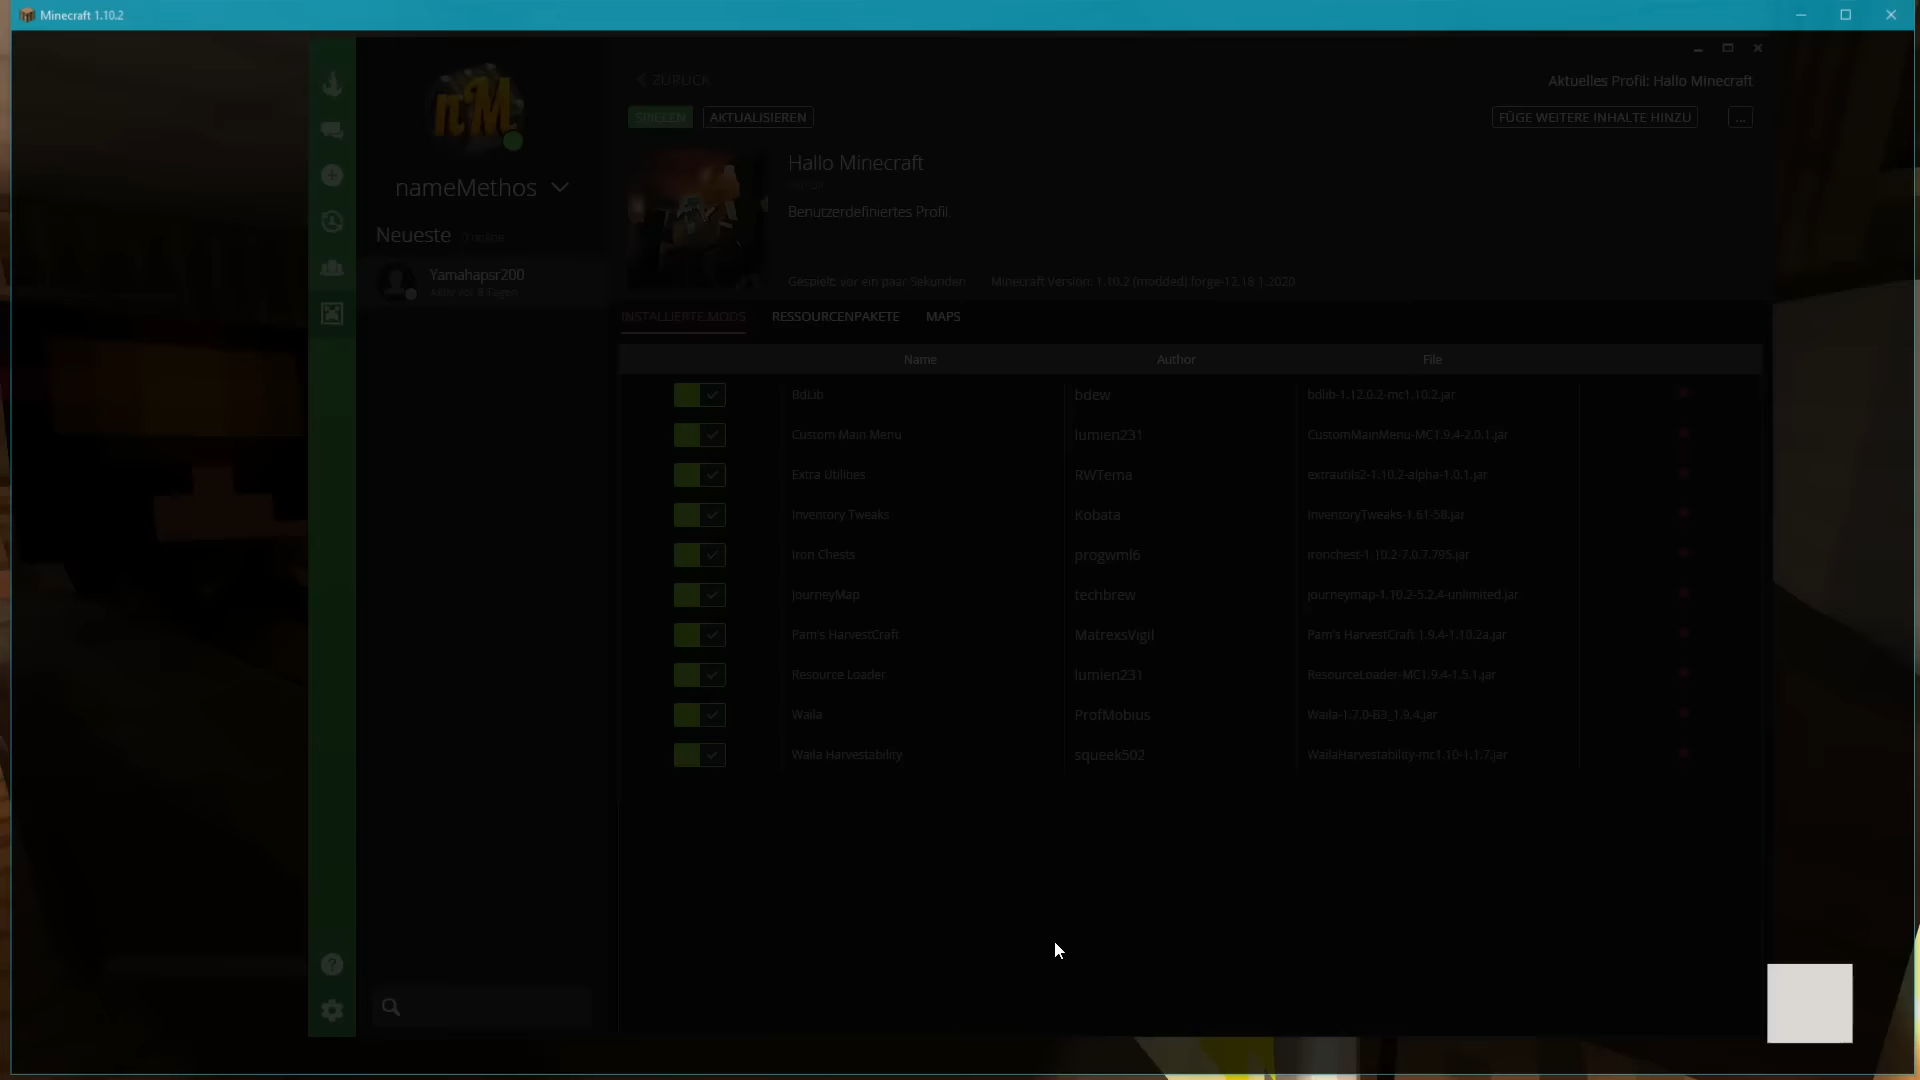 Minecraft 1.10.2
ZURÜCK
Aktuelles Profil: Hallo Minecraft
SPIELEN
AKTUALISIEREN
FÜGE WEITERE INHALTE HINZU
...
nM
nameMethos
Neueste 0 online
Yamahapsr200
Aktiv vor 8 Tagen
Hallo Minecraft
Benutzerdefiniertes Profil.
Gespielt: vor ein paar Sekunden
Minecraft Version: 1.10.2 (modded) forge-12.18.1.2020
INSTALLIERTE MODS RESSOURCENPAKETE MAPS
Name Author File
BdLib bdew bdlib-1.12.0.2-mc1.10.2.jar
Custom Main Menu lumien231 CustomMainMenu-MC1.9.4-2.0.1.jar
Extra Utilities RWTema extrautils2-1.10.2-alpha-1.0.1.jar
Inventory Tweaks Kobata InventoryTweaks-1.61-58.jar
Iron Chests progwml6 ironchest-1.10.2-7.0.7.795.jar
JourneyMap techbrew journeymap-1.10.2-5.2.4-unlimited.jar
Pam's HarvestCraft MatrexsVigil Pam's HarvestCraft 1.9.4-1.10.2a.jar
Resource Loader lumien231 ResourceLoader-MC1.9.4-1.5.1.jar
Waila ProfMobius Waila-1.7.0-B3_1.9.4.jar
Waila Harvestability squeek502 WailaHarvestability-mc1.10-1.1.7.jar